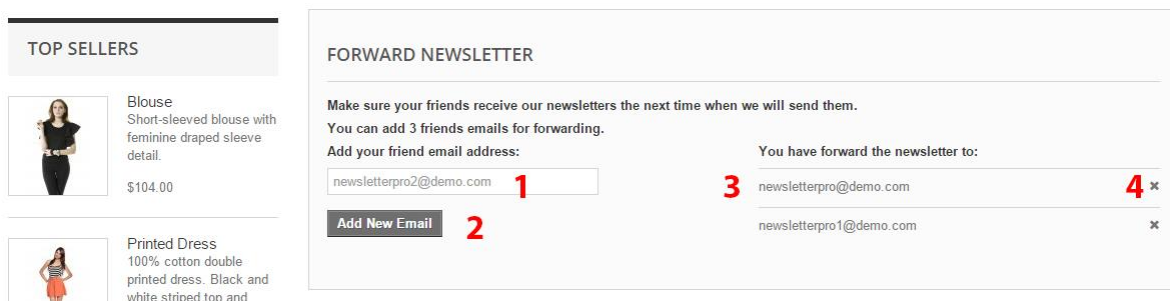 TOP SELLERS
Blouse
Short-sleeved blouse with
feminine draped sleeve
detail.
$104.00
Printed Dress
100% cotton double
printed dress. Black and
white striped top and
FORWARD NEWSLETTER
Make sure your friends receive our newsletters the next time when we will send them.
You can add 3 friends emails for forwarding.
Add your friend email address:
newsletterpro2@demo.com 1
Add New Email 2
You have forward the newsletter to:
3 newsletterpro@demo.com 4 ×
newsletterpro1@demo.com ×